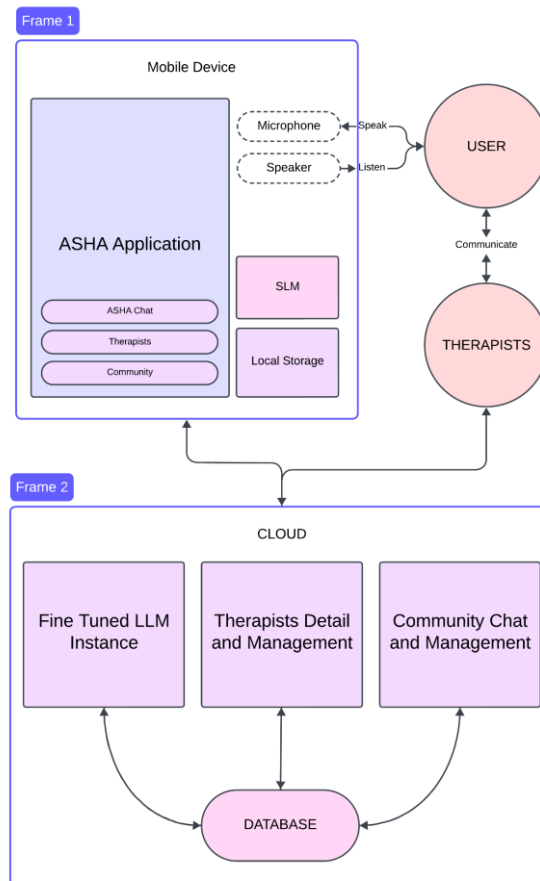 Frame 1
Mobile Device
Microphone
Speak
USER
Speaker
Listen
ASHA Application
Communicate
SLM
ASHA Chat
Therapists
Community
Local Storage
THERAPISTS
Frame 2
CLOUD
Fine Tuned LLM
Instance
Therapists Detail
and Management
Community Chat
and Management
DATABASE